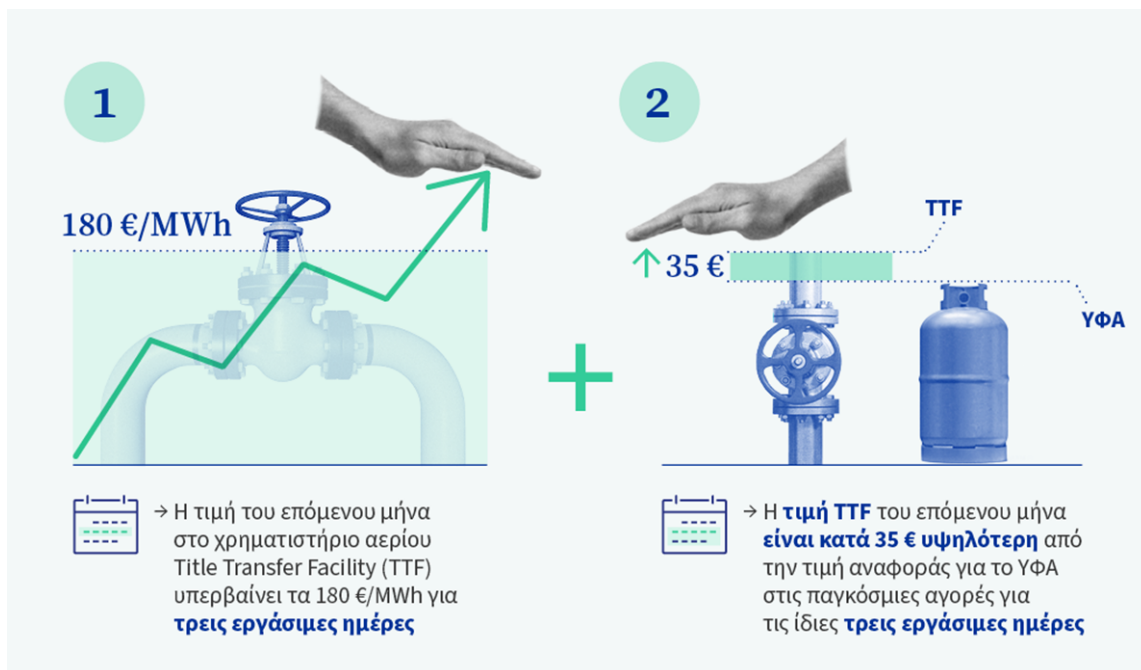 1
180 €/MWh
→ Η τιμή του επόμενου μήνα
στο χρηματιστήριο αερίου
Title Transfer Facility (TTF)
υπερβαίνει τα 180 €/MWh για
τρεις εργάσιμες ημέρες
+
2
TTF
↑ 35 €
ΥΦΑ
→ Η τιμή TTF του επόμενου μήνα
είναι κατά 35 € υψηλότερη από
την τιμή αναφοράς για το ΥΦΑ
στις παγκόσμιες αγορές για
τις ίδιες τρεις εργάσιμες ημέρες